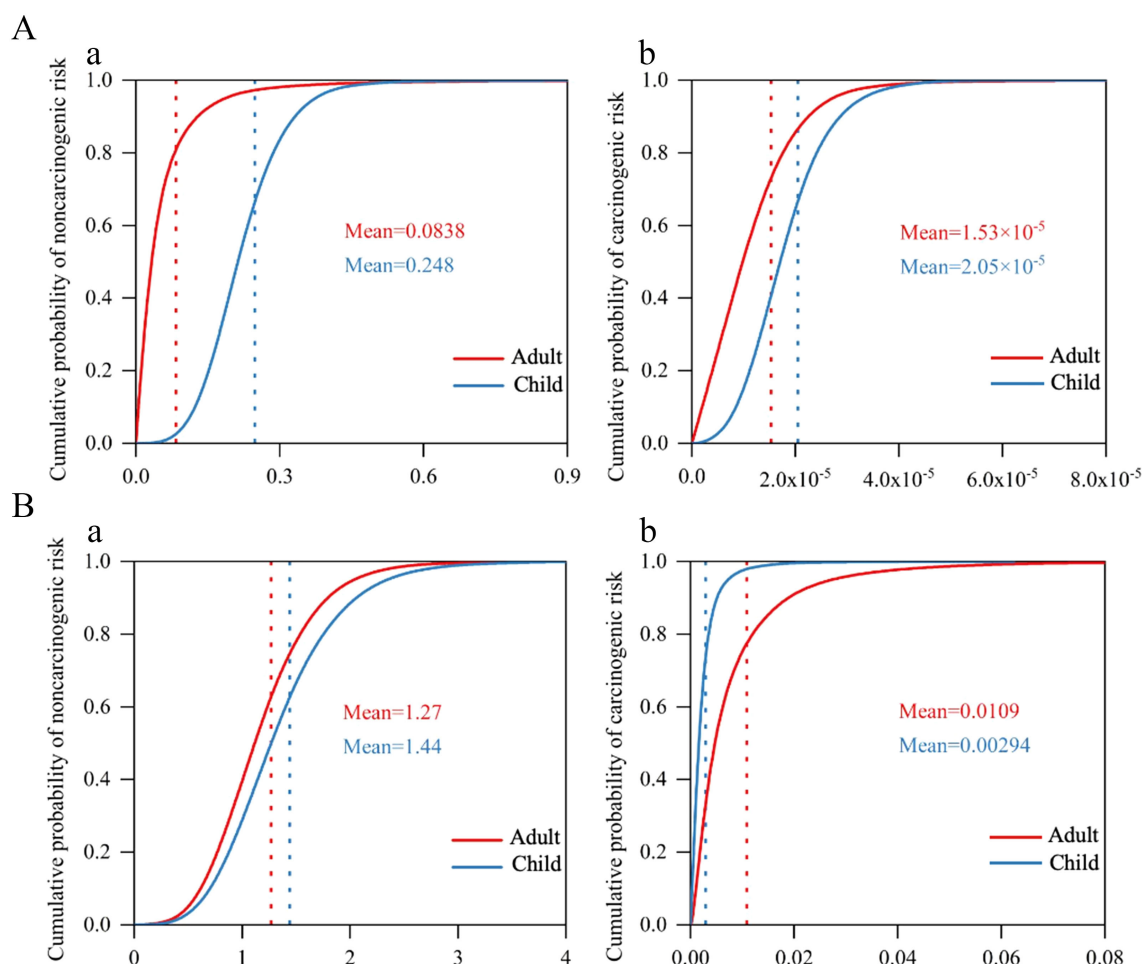 A
a
Cumulative probability of noncarcinogenic risk
1.0
0.8
0.6
0.4
0.2
0.0
Mean=0.0838
Mean=0.248
Adult
Child
0.0 0.3 0.6 0.9
b
Cumulative probability of carcinogenic risk
1.0
0.8
0.6
0.4
0.2
0.0
Mean=1.53×10⁻⁵
Mean=2.05×10⁻⁵
Adult
Child
0.0 2.0x10⁻⁵ 4.0x10⁻⁵ 6.0x10⁻⁵ 8.0x10⁻⁵
B
a
Cumulative probability of noncarcinogenic risk
1.0
0.8
0.6
0.4
0.2
0.0
Mean=1.27
Mean=1.44
Adult
Child
0 1 2 3 4
b
Cumulative probability of carcinogenic risk
1.0
0.8
0.6
0.4
0.2
0.0
Mean=0.0109
Mean=0.00294
Adult
Child
0.00 0.02 0.04 0.06 0.08